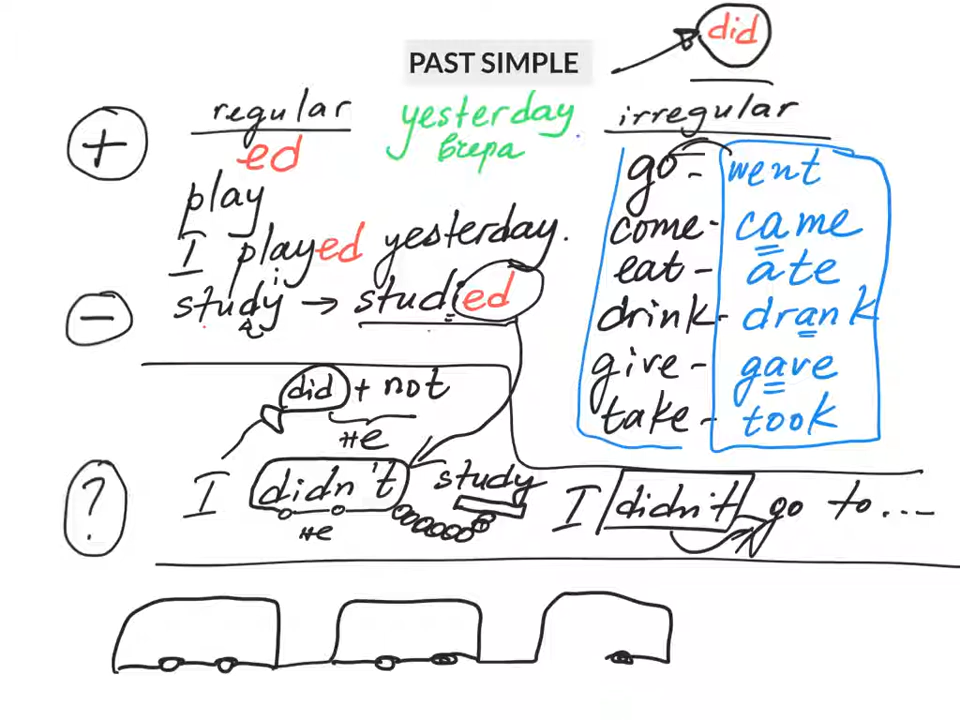 did
PAST SIMPLE
regular
yesterday
irregular
+
ed
вчера
go - went
play
come - came
I played yesterday.
i
eat - ate
study → studied
drink - drank
-
give - gave
did + not
не
take - took
?
I didn't study
не
I didn't go to...